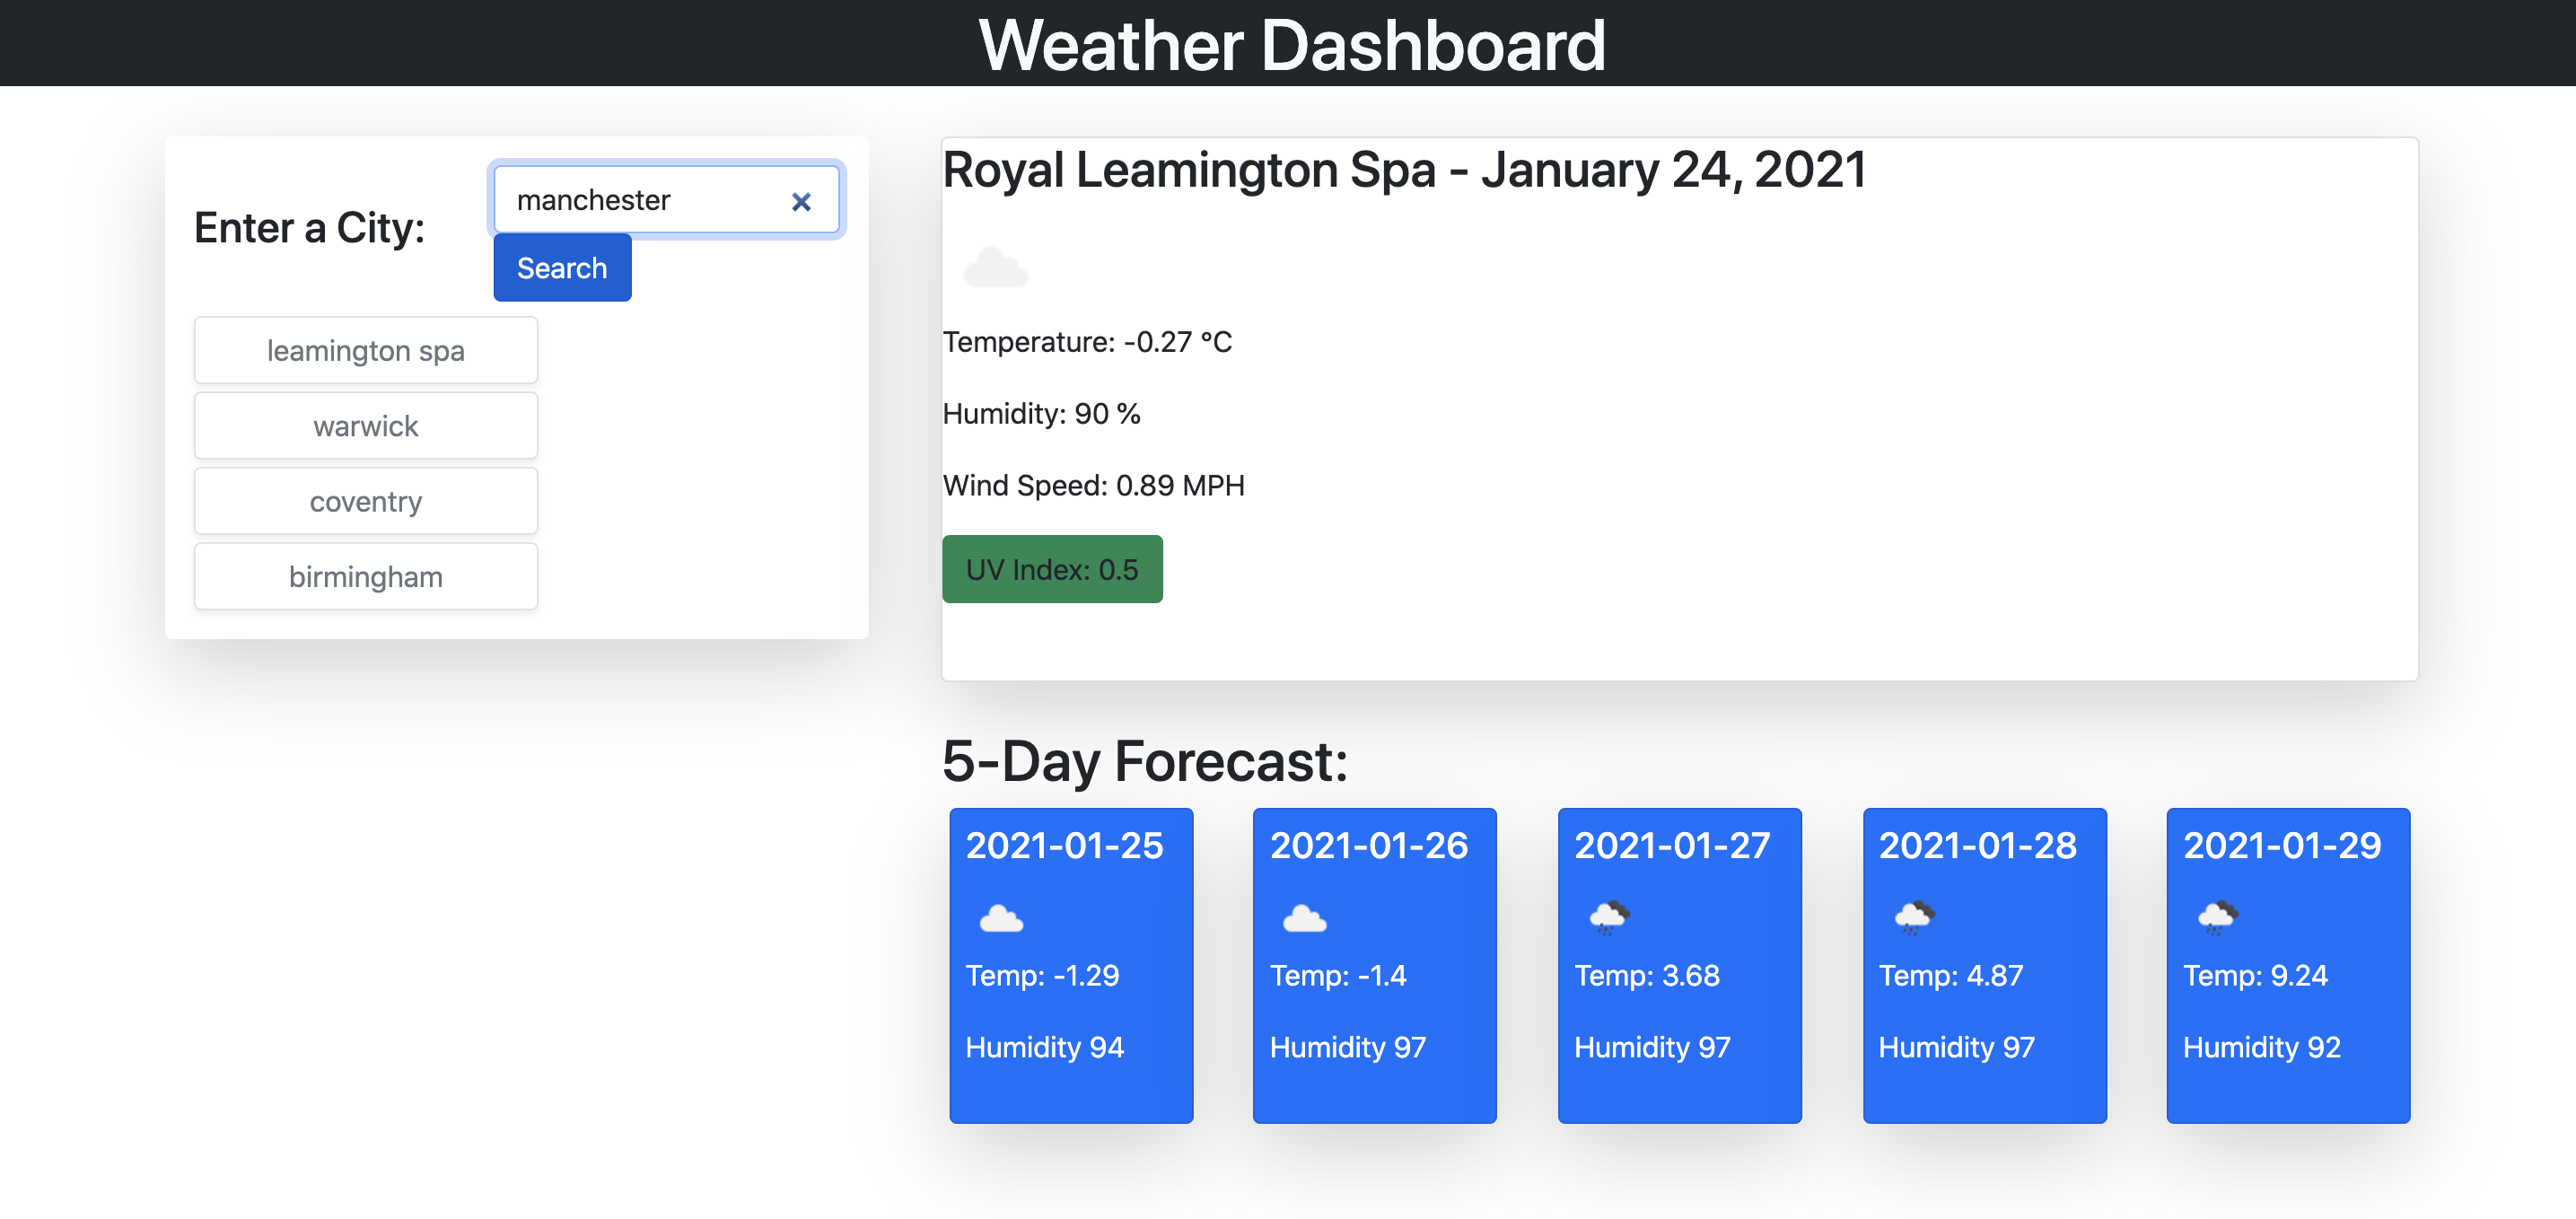 Weather Dashboard
Enter a City:
manchester
Search
leamington spa
warwick
coventry
birmingham
Royal Leamington Spa - January 24, 2021
Temperature: -0.27 °C
Humidity: 90 %
Wind Speed: 0.89 MPH
UV Index: 0.5
5-Day Forecast:
2021-01-25
Temp: -1.29
Humidity 94
2021-01-26
Temp: -1.4
Humidity 97
2021-01-27
Temp: 3.68
Humidity 97
2021-01-28
Temp: 4.87
Humidity 97
2021-01-29
Temp: 9.24
Humidity 92